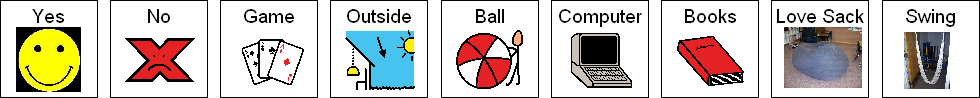 Yes No Game Outside Ball Computer Books Love Sack Swing